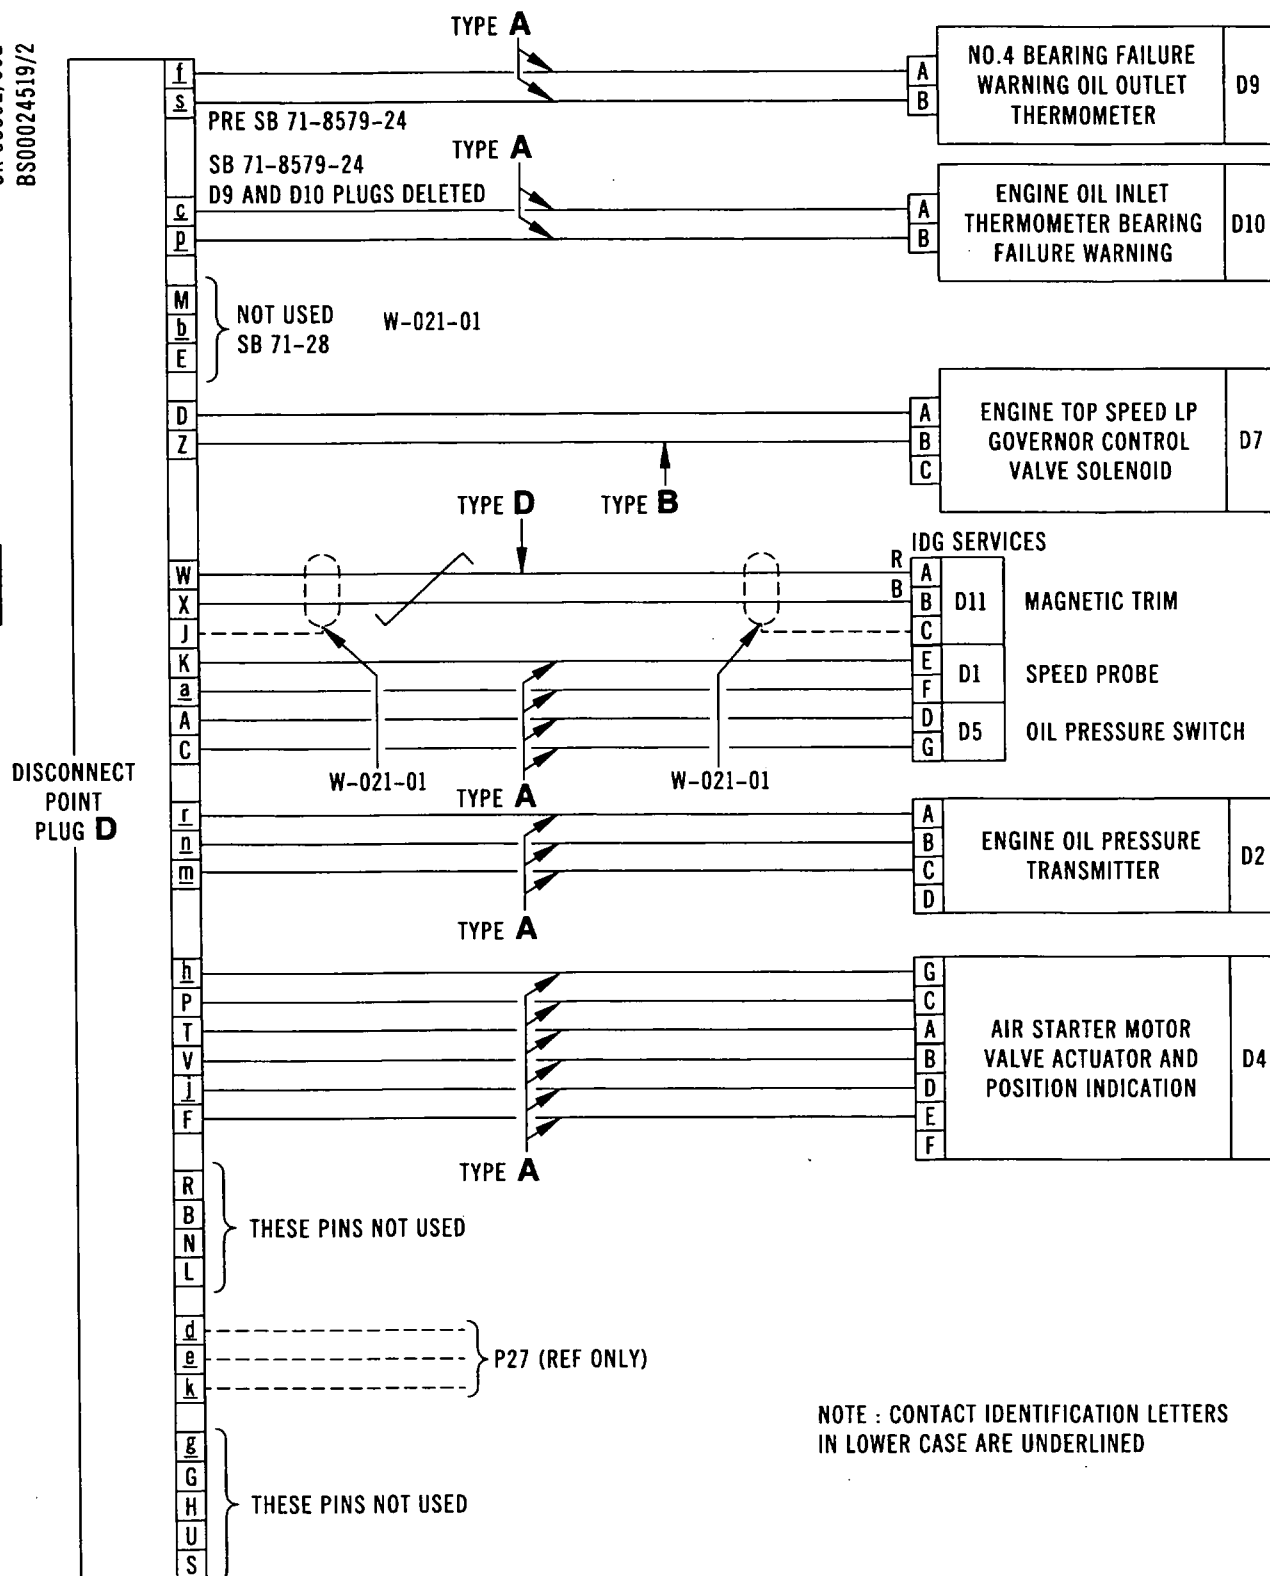 BS00024519/2
TYPE A
f
s
A
B
NO.4 BEARING FAILURE
WARNING OIL OUTLET
THERMOMETER
D9
PRE SB 71-8579-24
SB 71-8579-24
D9 AND D10 PLUGS DELETED
TYPE A
c
p
A
B
ENGINE OIL INLET
THERMOMETER BEARING
FAILURE WARNING
D10
M
b
E
NOT USED
SB 71-28
W-021-01
D
Z
A
B
C
ENGINE TOP SPEED LP
GOVERNOR CONTROL
VALVE SOLENOID
D7
TYPE D
TYPE B
IDG SERVICES
W
X
J
K
a
A
C
R
B
A
B
C
E
F
D
G
D11
MAGNETIC TRIM
D1
SPEED PROBE
D5
OIL PRESSURE SWITCH
W-021-01
TYPE A
W-021-01
DISCONNECT
POINT
PLUG D
r
n
m
A
B
C
D
ENGINE OIL PRESSURE
TRANSMITTER
D2
TYPE A
h
P
T
V
j
F
G
C
A
B
D
E
F
AIR STARTER MOTOR
VALVE ACTUATOR AND
POSITION INDICATION
D4
TYPE A
R
B
N
L
THESE PINS NOT USED
d
e
k
P27 (REF ONLY)
NOTE : CONTACT IDENTIFICATION LETTERS
IN LOWER CASE ARE UNDERLINED
g
G
H
U
S
THESE PINS NOT USED